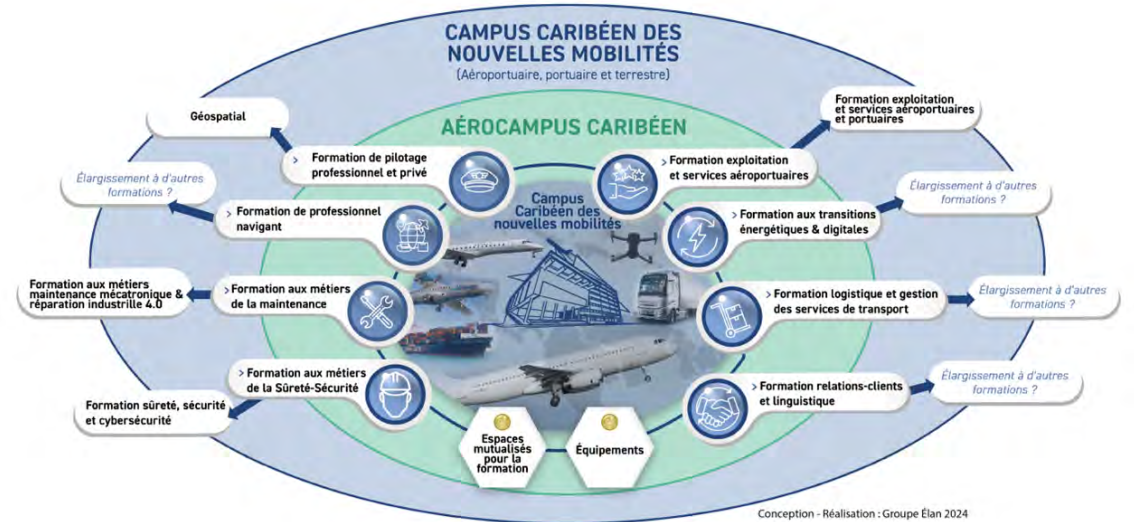 CAMPUS CARIBÉEN DES
NOUVELLES MOBILITÉS
(Aéroportuaire, portuaire et terrestre)
AÉROCAMPUS CARIBÉEN
Géospatial
> Formation de pilotage
professionnel et privé
Élargissement à d'autres
formations ?
> Formation de professionnel
navigant
Formation aux métiers
maintenance mécatronique &
réparation industrille 4.0
> Formation aux métiers
de la maintenance
> Formation aux métiers
de la Sûreté-Sécurité
Formation sûreté, sécurité
et cybersécurité
Campus
Caribéen des
nouvelles mobilités
Formation exploitation
et services aéroportuaires
et portuaires
> Formation exploitation
et services aéroportuaires
Élargissement à d'autres
formations ?
> Formation aux transitions
énergétiques & digitales
> Formation logistique et gestion
des services de transport
Élargissement à d'autres
formations ?
> Formation relations-clients
et linguistique
Élargissement à d'autres
formations ?
Espaces
mutualisés
pour la
formation
Équipements
Conception - Réalisation : Groupe Élan 2024